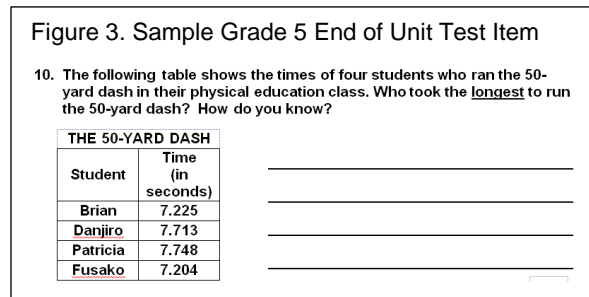 Figure 3. Sample Grade 5 End of Unit Test Item
10. The following table shows the times of four students who ran the 50-
yard dash in their physical education class. Who took the longest to run
the 50-yard dash? How do you know?
THE 50-YARD DASH
Student Time (in seconds)
Brian 7.225
Danjiro 7.713
Patricia 7.748
Fusako 7.204